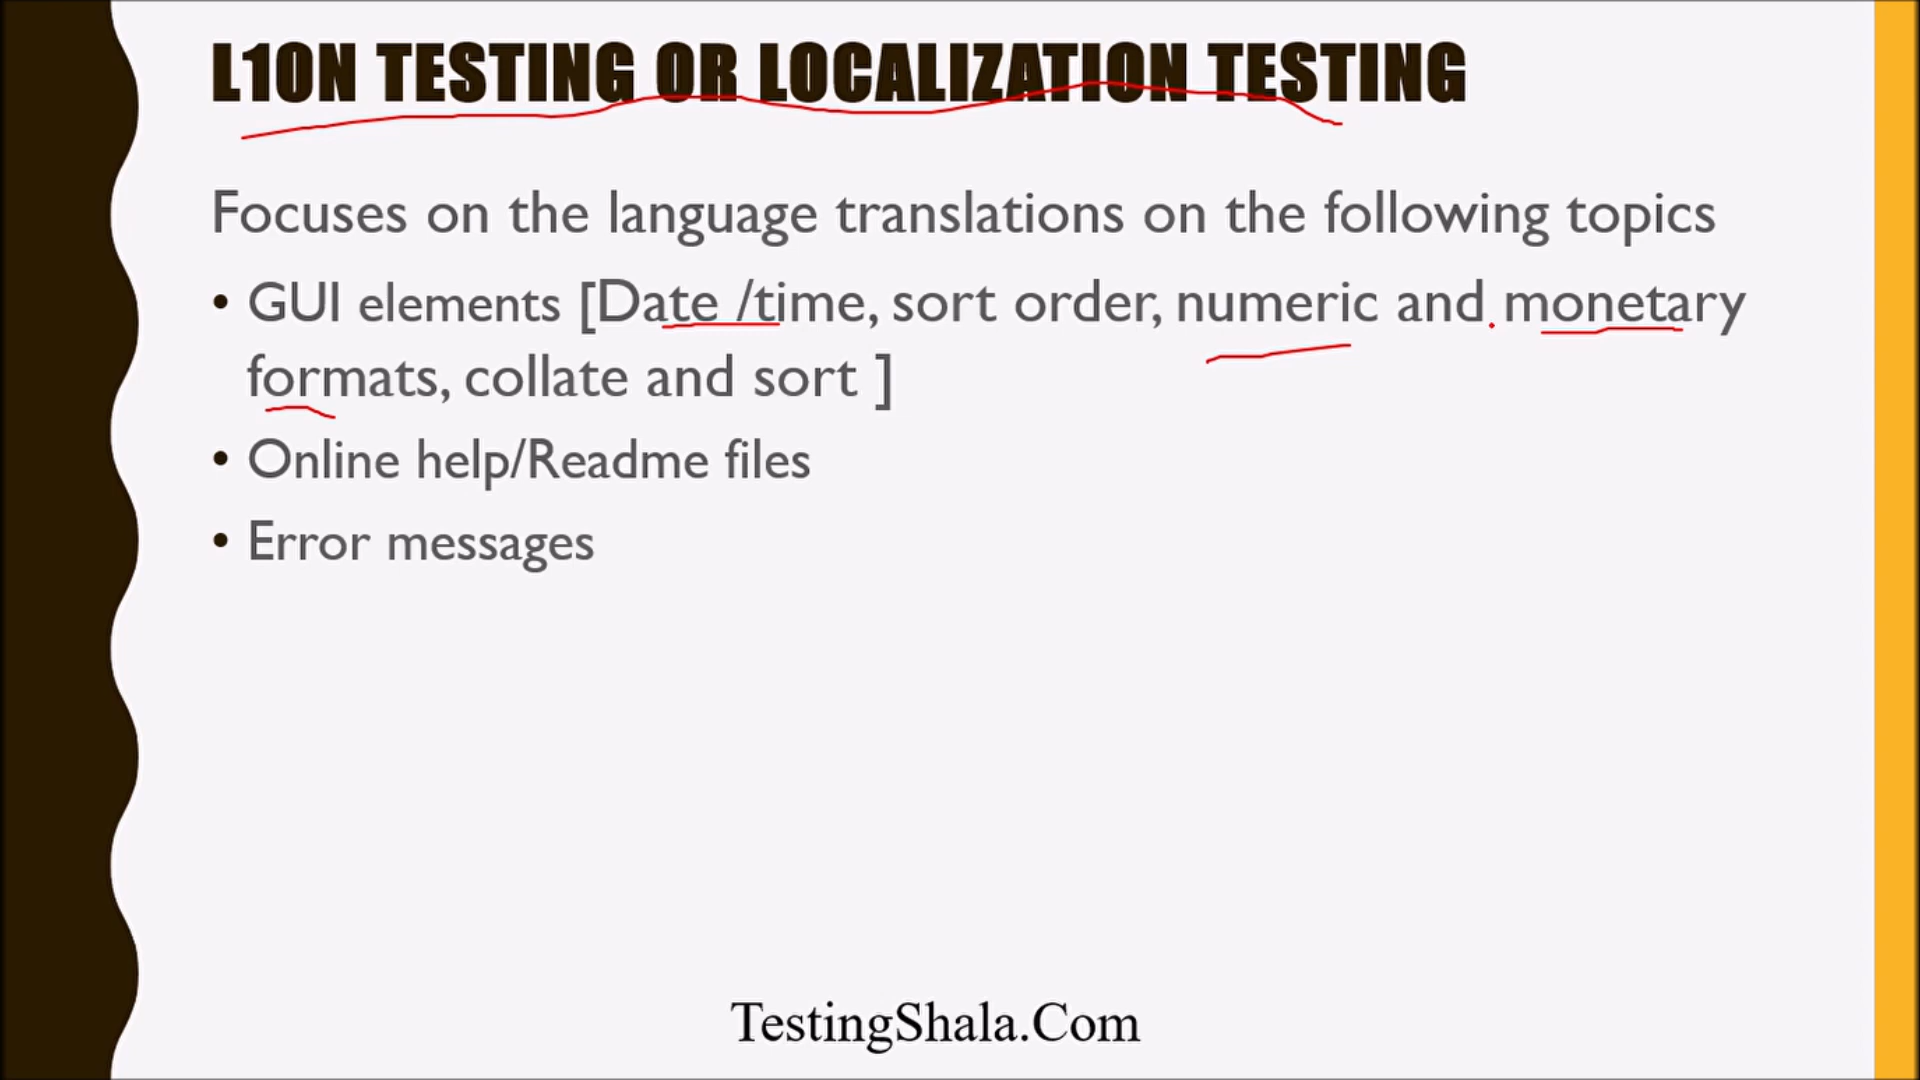 L10N TESTING OR LOCALIZATION TESTING
Focuses on the language translations on the following topics
• GUI elements [Date /time, sort order, numeric and monetary
formats, collate and sort ]
• Online help/Readme files
• Error messages
TestingShala.Com